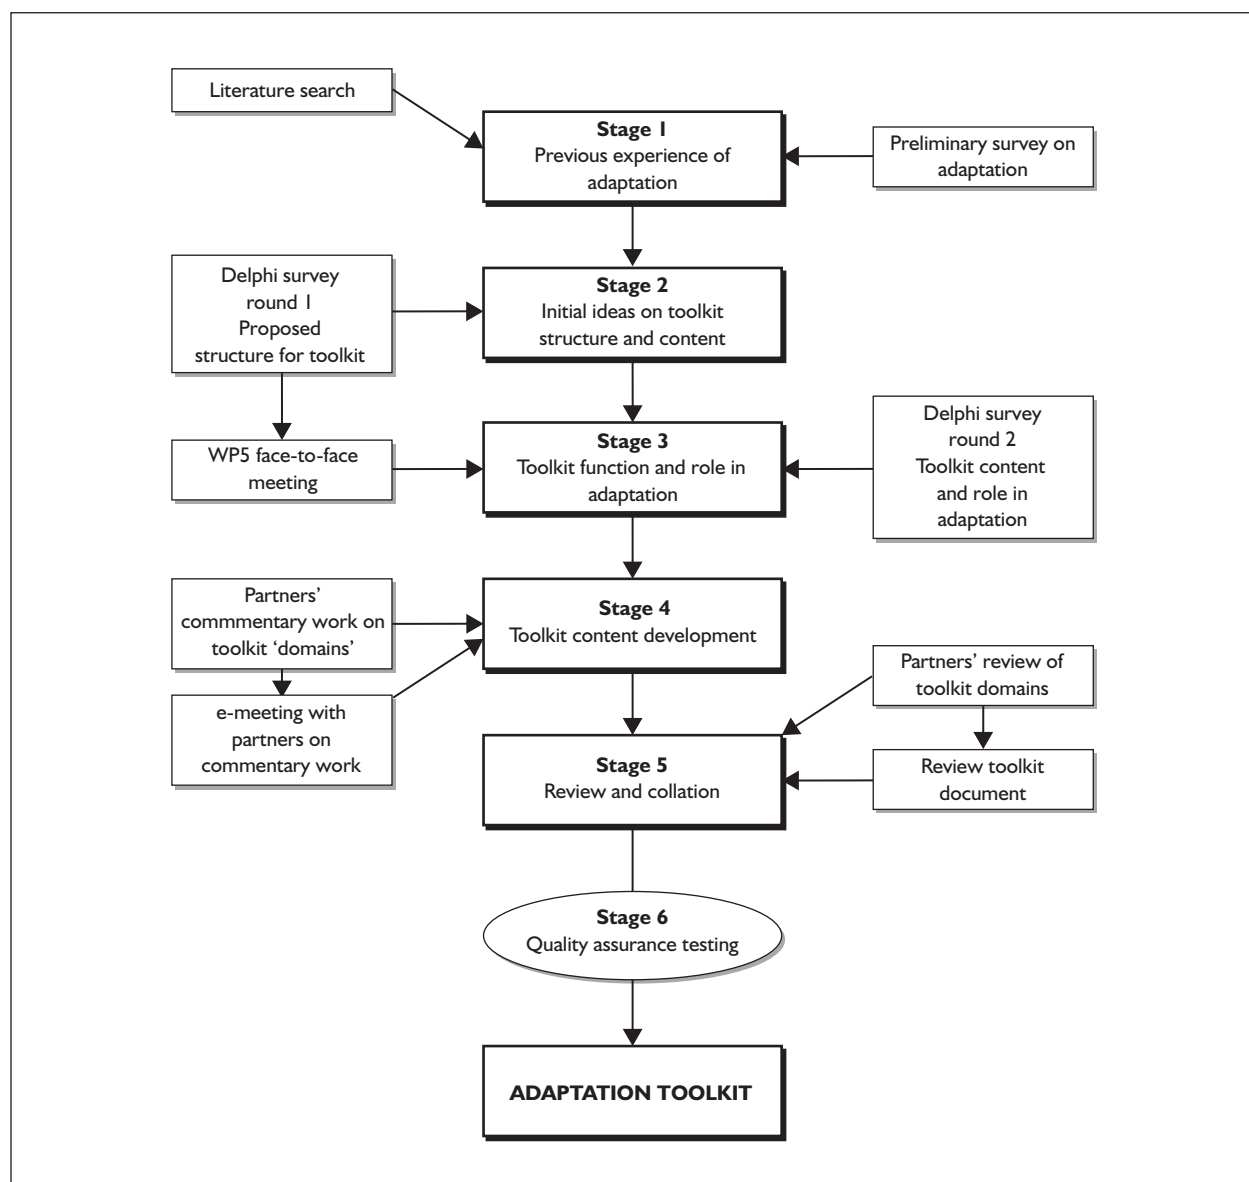 Literature search
Stage 1
Previous experience of
adaptation
Preliminary survey on
adaptation
Delphi survey
round 1
Proposed
structure for toolkit
Stage 2
Initial ideas on toolkit
structure and content
WP5 face-to-face
meeting
Stage 3
Toolkit function and role in
adaptation
Delphi survey
round 2
Toolkit content
and role in
adaptation
Partners’
commmentary work on
toolkit ‘domains’
Stage 4
Toolkit content development
e-meeting with
partners on
commentary work
Partners’ review of
toolkit domains
Stage 5
Review and collation
Review toolkit
document
Stage 6
Quality assurance testing
ADAPTATION TOOLKIT